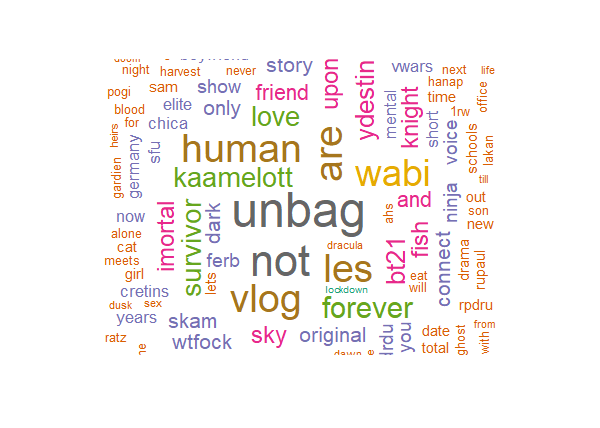 night harvest never
story
vwars
next life
pogi sam show friend upon ydestin mental knight hanap office
blood elite only love time 1rw
for chica short voice schools
heirs human are lakan
gardien germany sfu kaamelott wabi till
imortal survivor unbag and ninja out
now dark ahs son
alone not fish new
cat dracula connect drama
meets ferb les bt21 rupaul
girl lets eat
cretins vlog lockdown will
dusk sex forever rpdru
years skam you from
ratz wtfock sky original drdu date ghost with
total